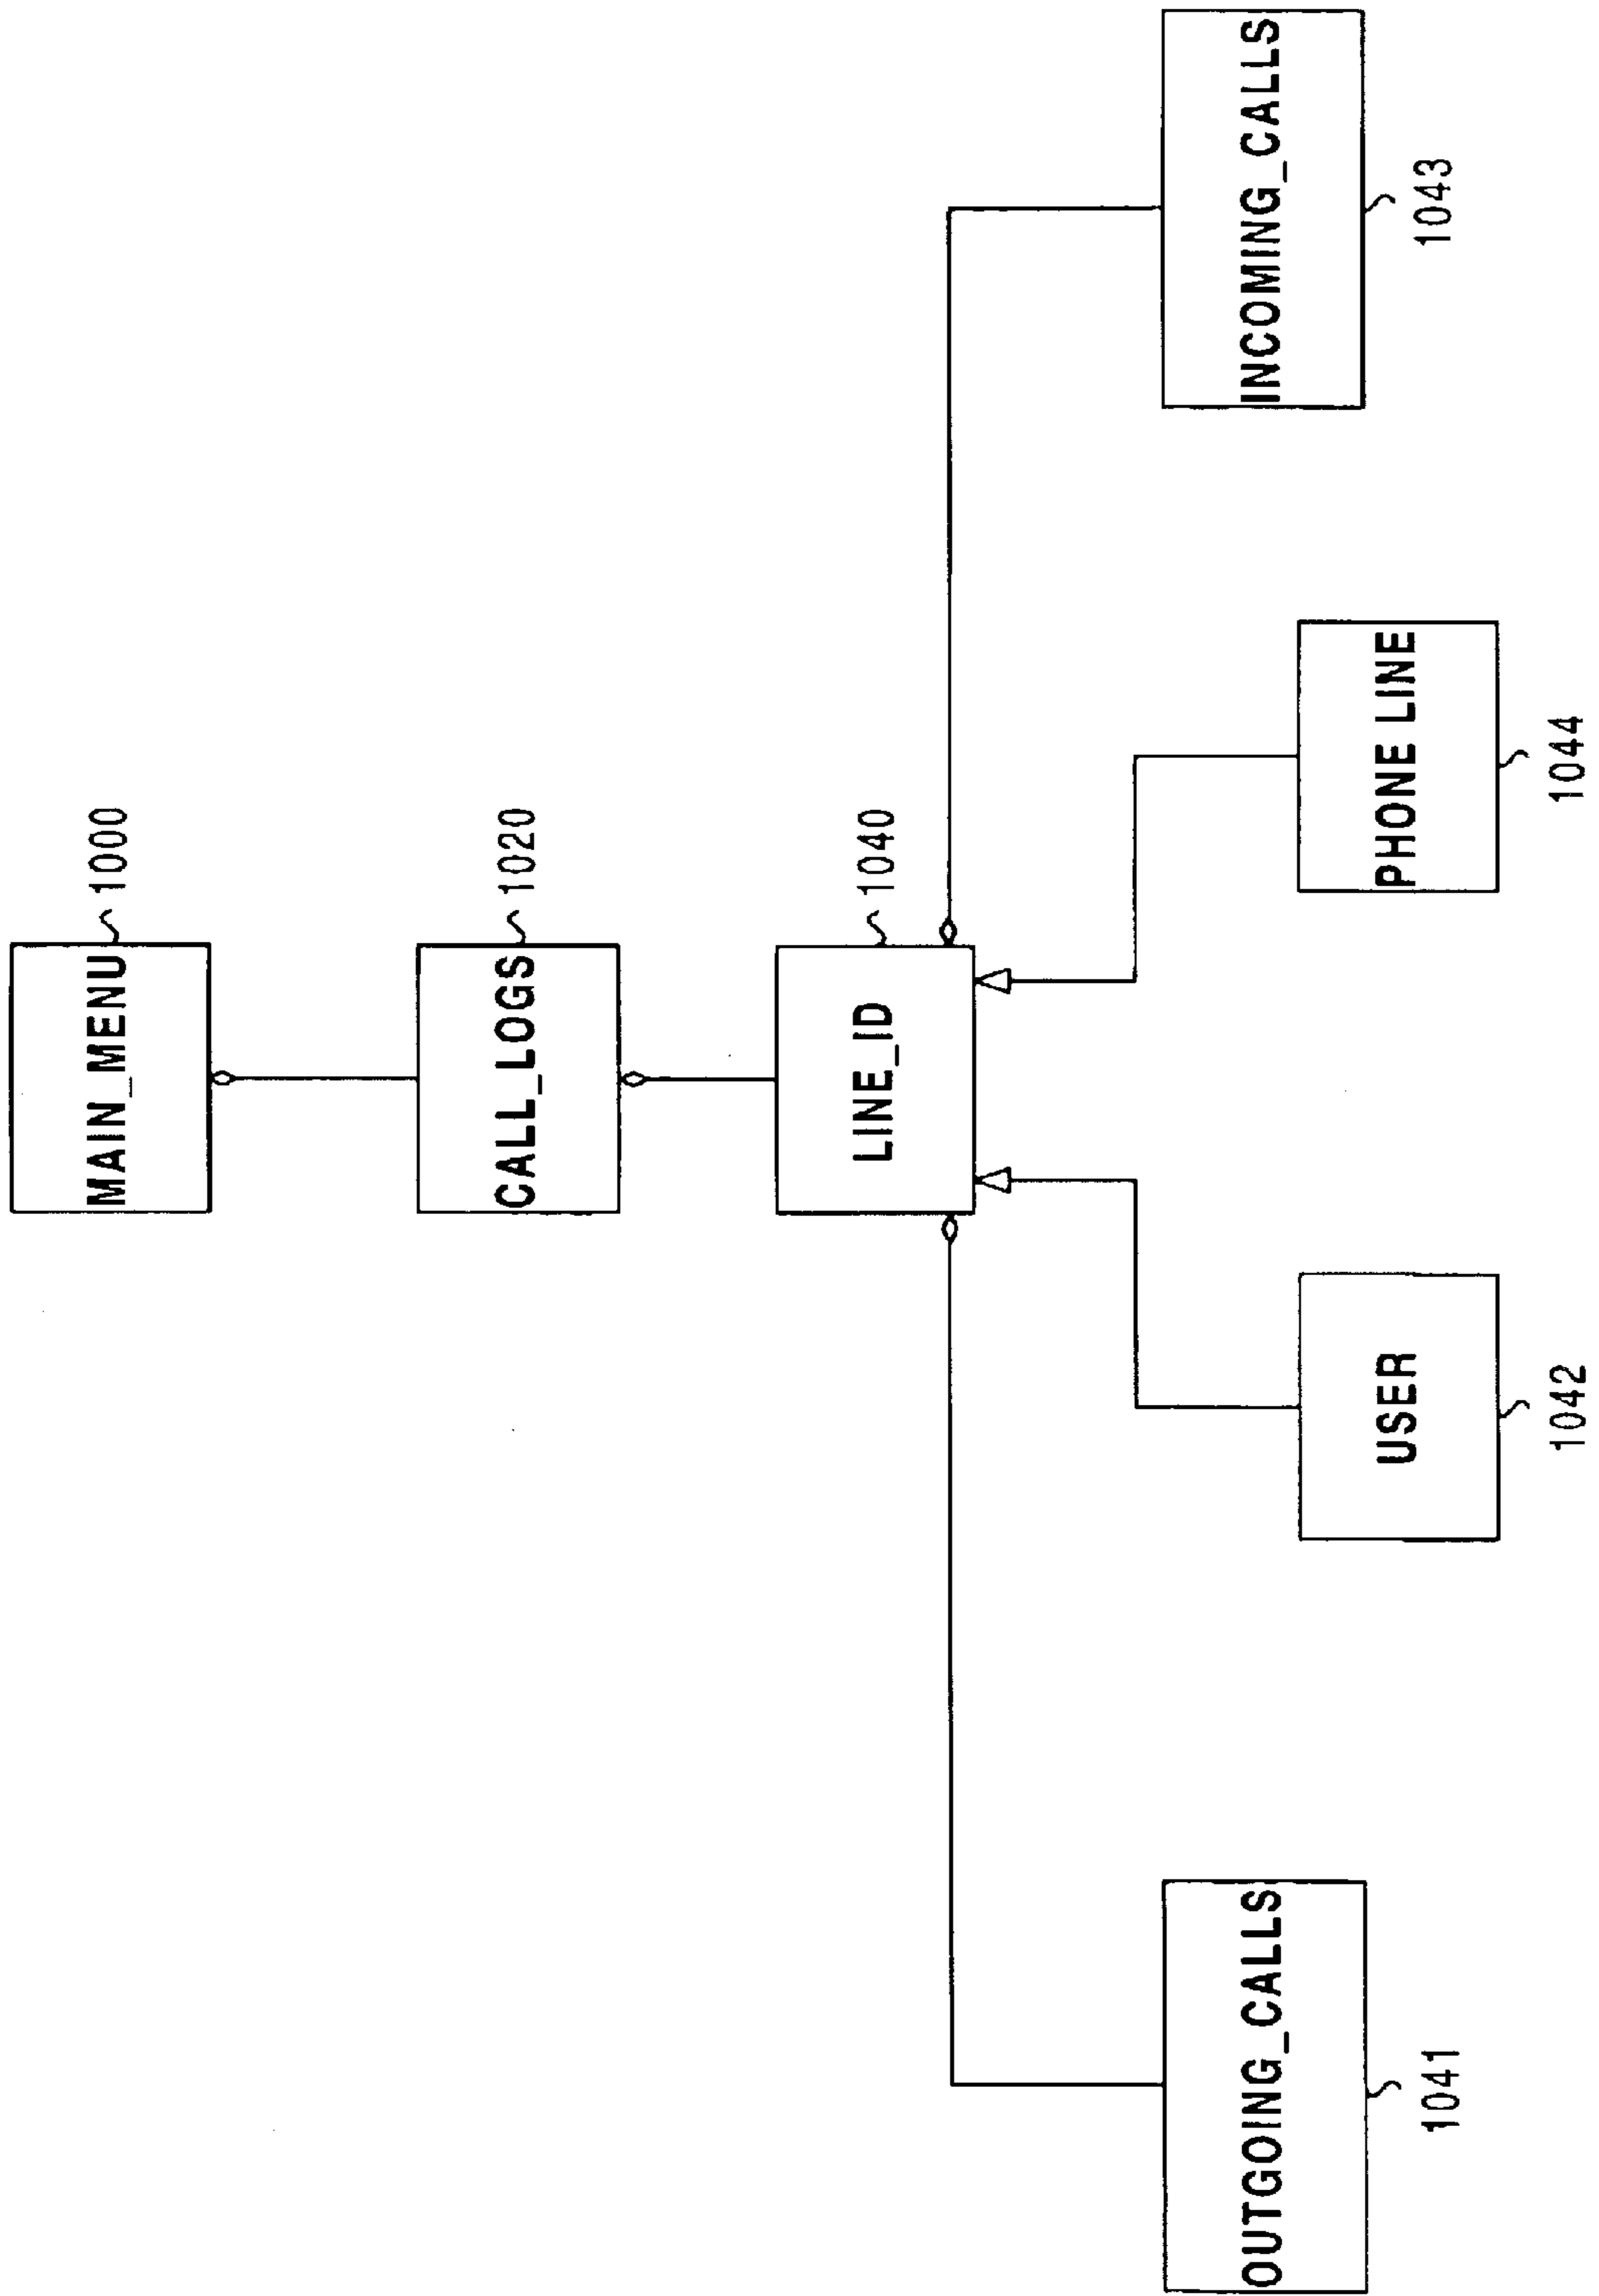 MAIN_MENU
1000
CALL_LOGS
1020
LINE_ID
1040
OUTGOING_CALLS
1041
USER
1042
PHONE LINE
1044
INCOMING_CALLS
1043